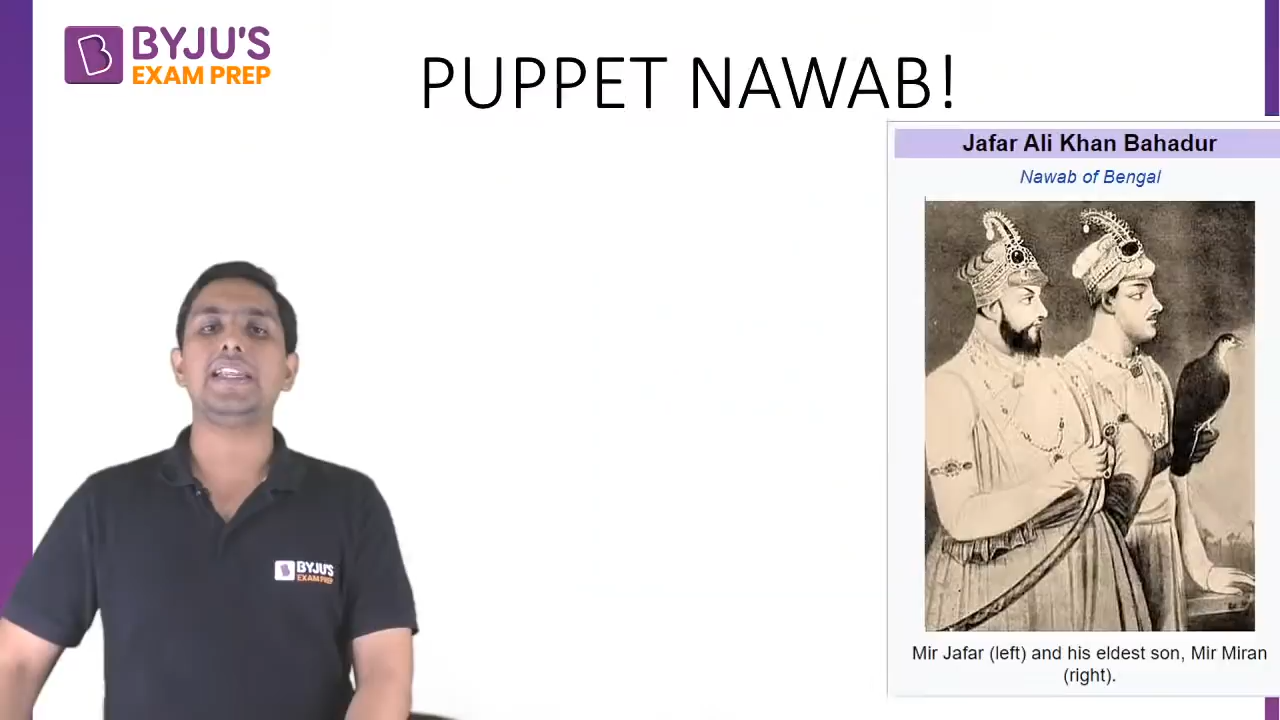 BYJU'S
EXAM PREP
PUPPET NAWAB!
Jafar Ali Khan Bahadur
Nawab of Bengal
Mir Jafar (left) and his eldest son, Mir Miran
(right).
BYJU'S
EXAM PREP